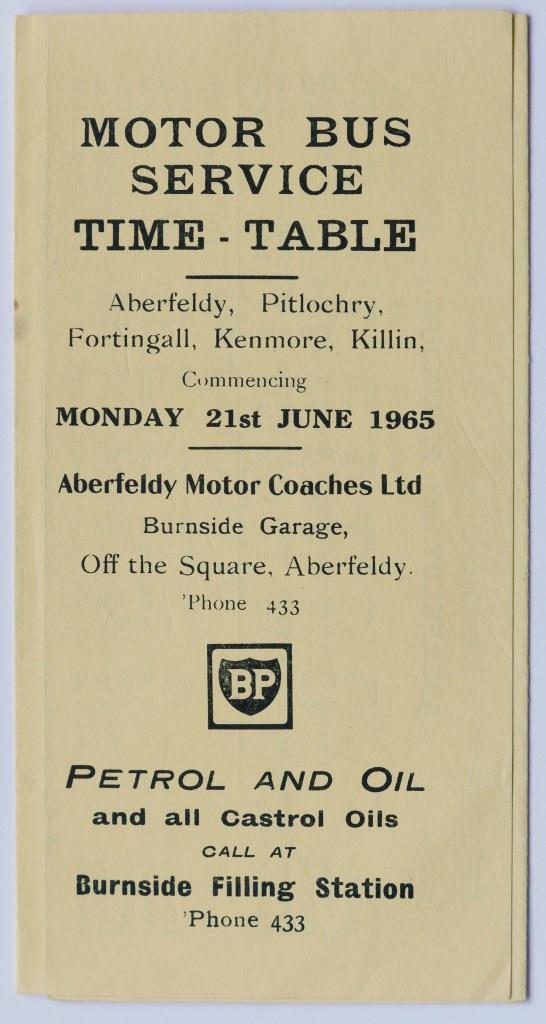 MOTOR BUS
SERVICE
TIME - TABLE
Aberfeldy, Pitlochry,
Fortingall, Kenmore, Killin,
Commencing
MONDAY 21st JUNE 1965
Aberfeldy Motor Coaches Ltd
Burnside Garage,
Off the Square, Aberfeldy.
'Phone 433
BP
PETROL AND OIL
and all Castrol Oils
CALL AT
Burnside Filling Station
'Phone 433